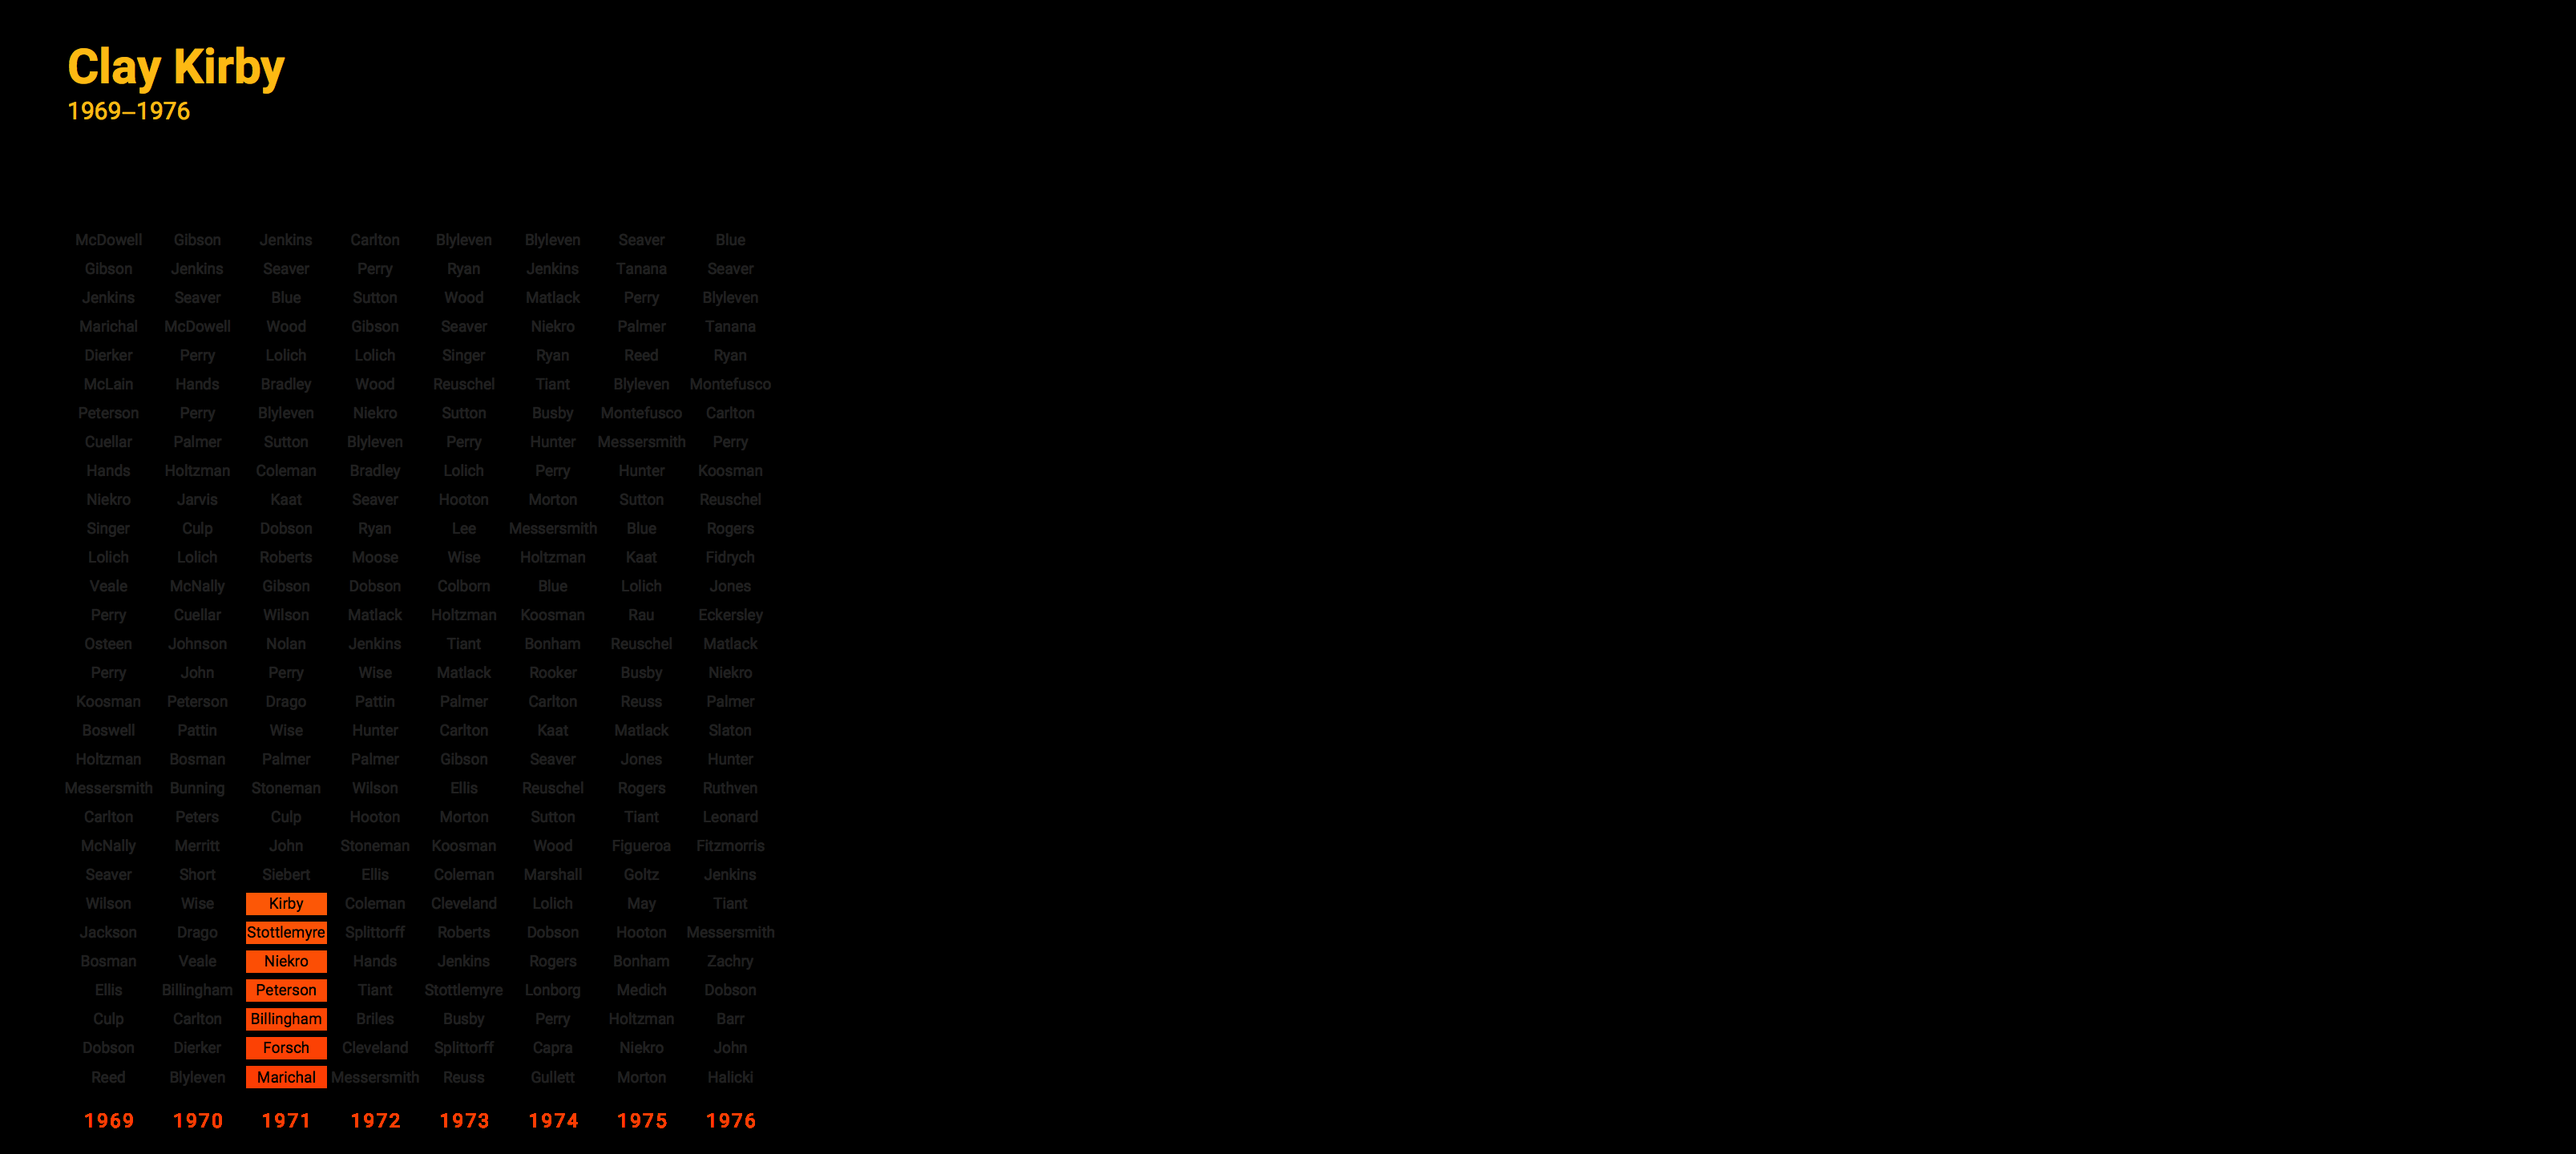 Clay Kirby
1969–1976
McDowell Gibson Jenkins Carlton Blyleven Blyleven Seaver Blue
Gibson Jenkins Seaver Perry Ryan Jenkins Tanana Seaver
Jenkins Seaver Blue Sutton Wood Matlack Perry Blyleven
Marichal McDowell Wood Gibson Seaver Niekro Palmer Tanana
Dierker Perry Lolich Lolich Singer Ryan Reed Ryan
McLain Hands Bradley Wood Reuschel Tiant Blyleven Montefusco
Peterson Perry Blyleven Niekro Sutton Busby Montefusco Carlton
Cuellar Palmer Sutton Blyleven Perry Hunter Messersmith Perry
Hands Holtzman Coleman Bradley Lolich Perry Hunter Koosman
Niekro Jarvis Kaat Seaver Hooton Morton Sutton Reuschel
Singer Culp Dobson Ryan Lee Messersmith Blue Rogers
Lolich Lolich Roberts Moose Wise Holtzman Kaat Fidrych
Veale McNally Gibson Dobson Colborn Blue Lolich Jones
Perry Cuellar Wilson Matlack Holtzman Koosman Rau Eckersley
Osteen Johnson Nolan Jenkins Tiant Bonham Reuschel Matlack
Perry John Perry Wise Matlack Rooker Busby Niekro
Koosman Peterson Drago Pattin Palmer Carlton Reuss Palmer
Boswell Pattin Wise Hunter Carlton Kaat Matlack Slaton
Holtzman Bosman Palmer Palmer Gibson Seaver Jones Hunter
Messersmith Bunning Stoneman Wilson Ellis Reuschel Rogers Ruthven
Carlton Peters Culp Hooton Morton Sutton Tiant Leonard
McNally Merritt John Stoneman Koosman Wood Figueroa Fitzmorris
Seaver Short Siebert Ellis Coleman Marshall Goltz Jenkins
Wilson Wise Kirby Coleman Cleveland Lolich May Tiant
Jackson Drago Stottlemyre Splittorff Roberts Dobson Hooton Messersmith
Bosman Veale Niekro Hands Jenkins Rogers Bonham Zachry
Ellis Billingham Peterson Tiant Stottlemyre Lonborg Medich Dobson
Culp Carlton Billingham Briles Busby Perry Holtzman Barr
Dobson Dierker Forsch Cleveland Splittorff Capra Niekro John
Reed Blyleven Marichal Messersmith Reuss Gullett Morton Halicki
1969 1970 1971 1972 1973 1974 1975 1976